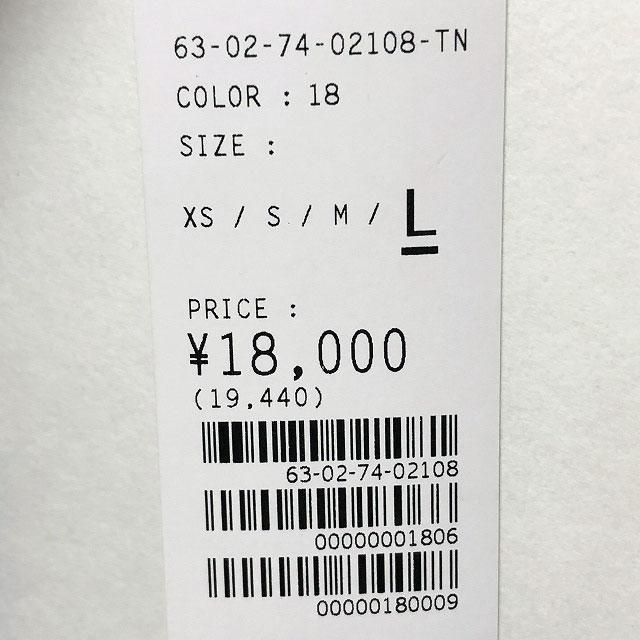 63-02-74-02108-TN
COLOR : 18
SIZE :
XS / S / M / L
PRICE :
¥18,000
(19,440)
63-02-74-02108
00000001806
00000180009